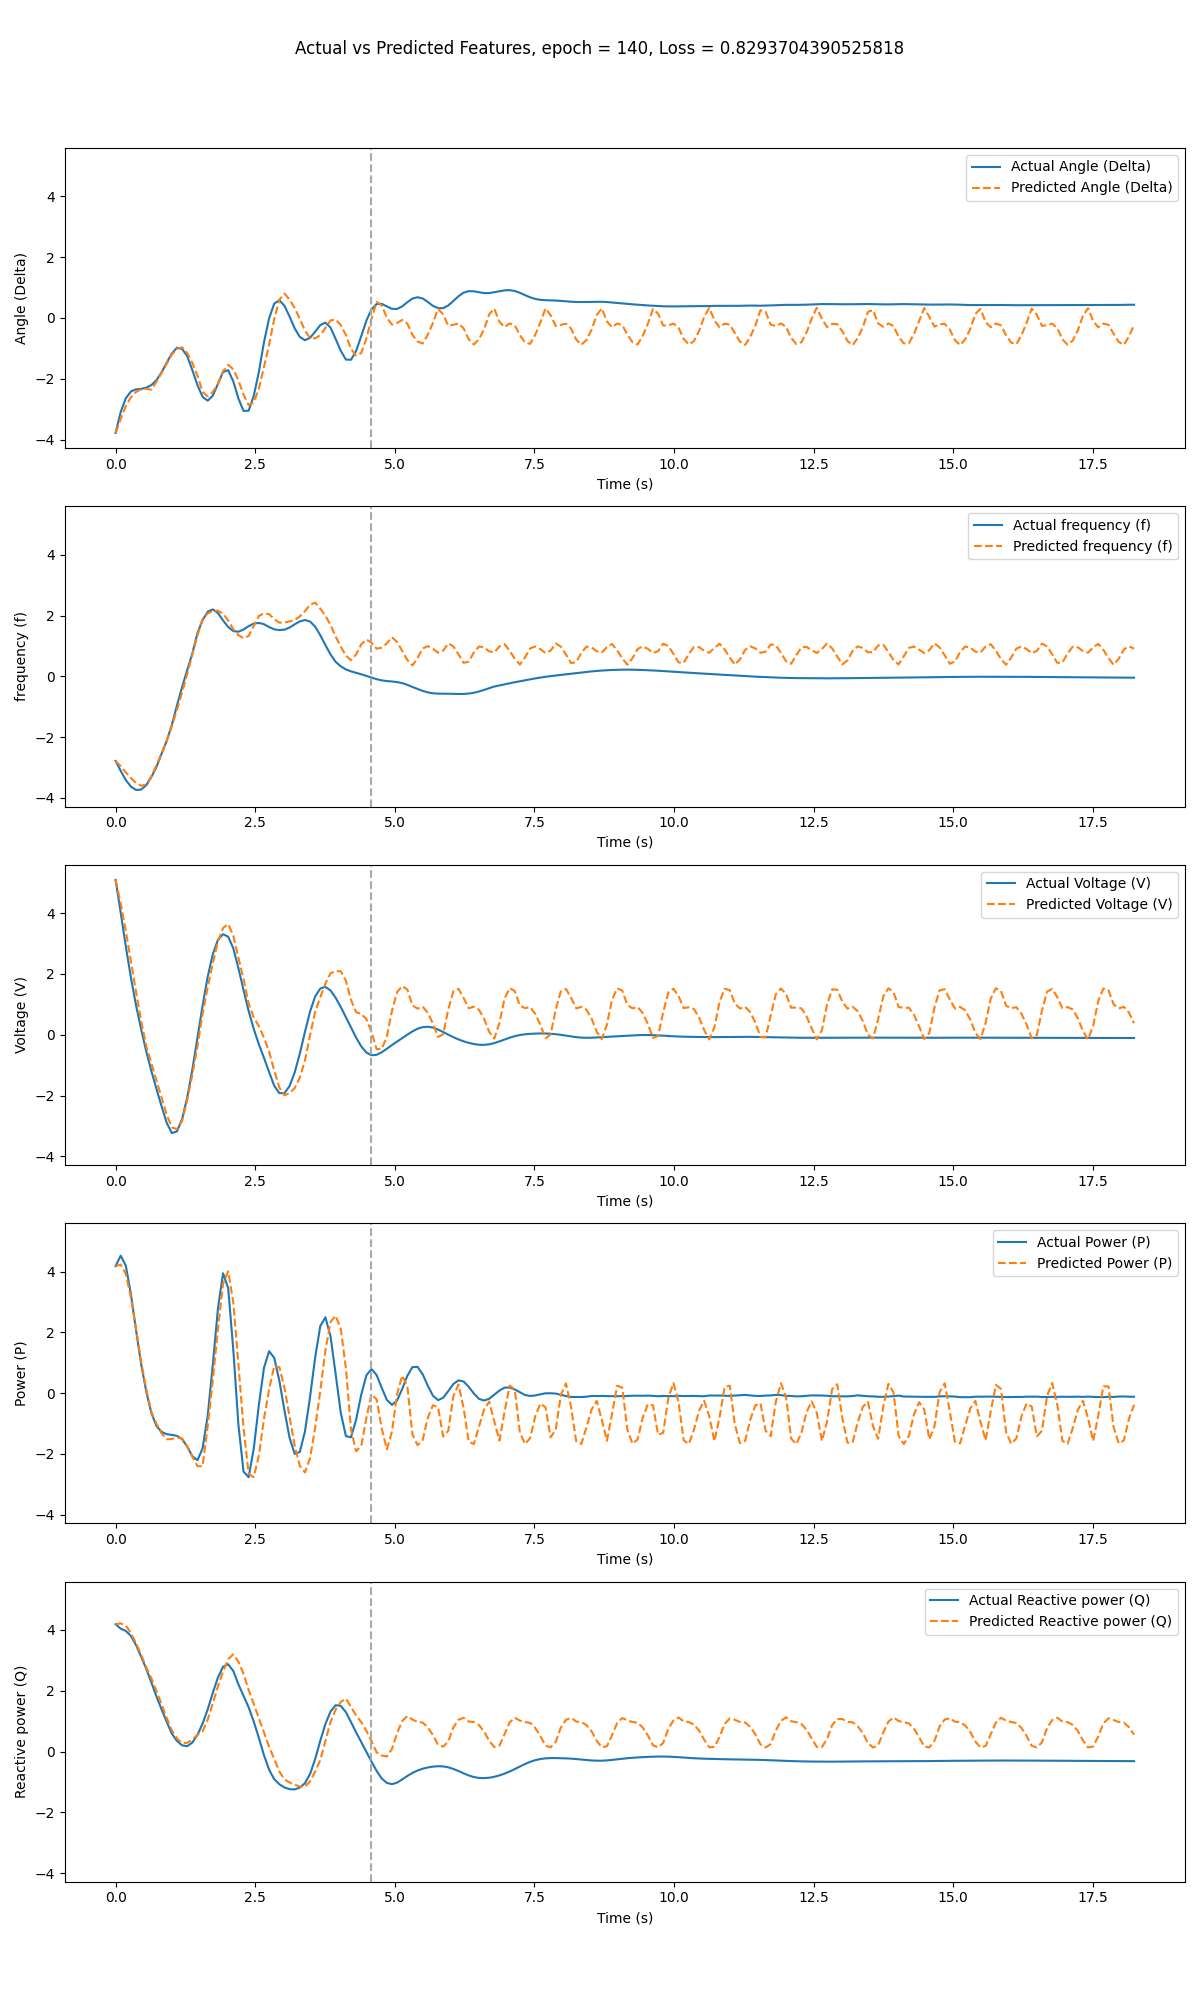 Actual vs Predicted Features, epoch = 140, Loss = 0.8293704390525818
Actual Angle (Delta)
Predicted Angle (Delta)
Angle (Delta)
4
2
0
−2
−4
0.0 2.5 5.0 7.5 10.0 12.5 15.0 17.5
Time (s)
Actual frequency (f)
Predicted frequency (f)
frequency (f)
4
2
0
−2
−4
0.0 2.5 5.0 7.5 10.0 12.5 15.0 17.5
Time (s)
Actual Voltage (V)
Predicted Voltage (V)
Voltage (V)
4
2
0
−2
−4
0.0 2.5 5.0 7.5 10.0 12.5 15.0 17.5
Time (s)
Actual Power (P)
Predicted Power (P)
Power (P)
4
2
0
−2
−4
0.0 2.5 5.0 7.5 10.0 12.5 15.0 17.5
Time (s)
Actual Reactive power (Q)
Predicted Reactive power (Q)
Reactive power (Q)
4
2
0
−2
−4
0.0 2.5 5.0 7.5 10.0 12.5 15.0 17.5
Time (s)